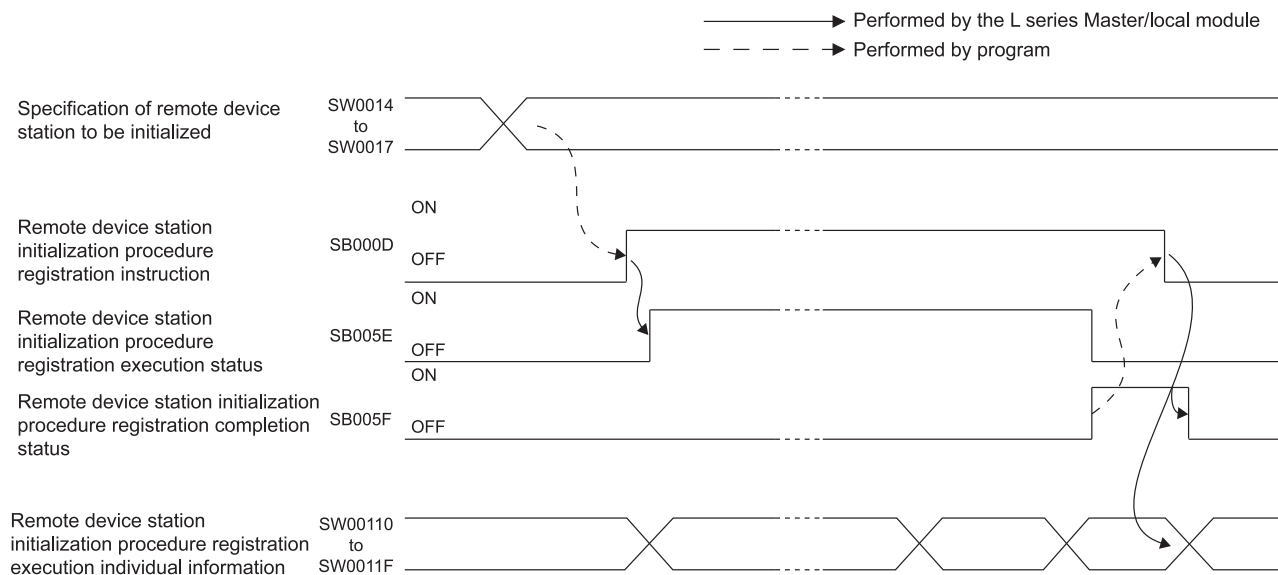 Performed by the L series Master/local module
Performed by program
Specification of remote device
station to be initialized
SW0014
to
SW0017
ON
Remote device station
initialization procedure
registration instruction
SB000D
OFF
ON
Remote device station
initialization procedure
registration execution status
SB005E
OFF
ON
Remote device station initialization
procedure registration completion
status
SB005F
OFF
Remote device station
initialization procedure registration
execution individual information
SW00110
to
SW0011F